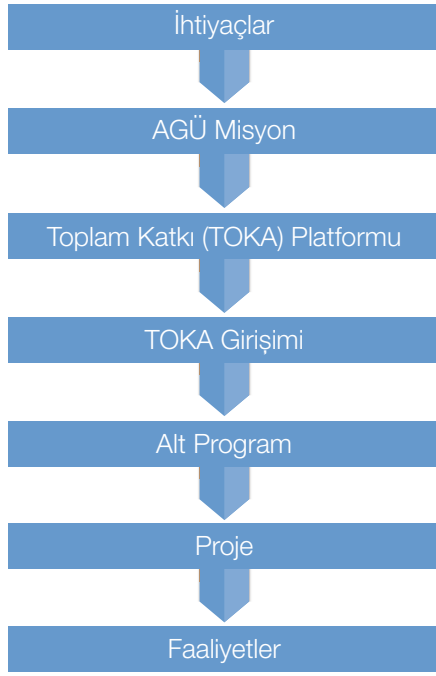 İhtiyaçlar
AGÜ Misyon
Toplam Katkı (TOKA) Platformu
TOKA Girişimi
Alt Program
Proje
Faaliyetler